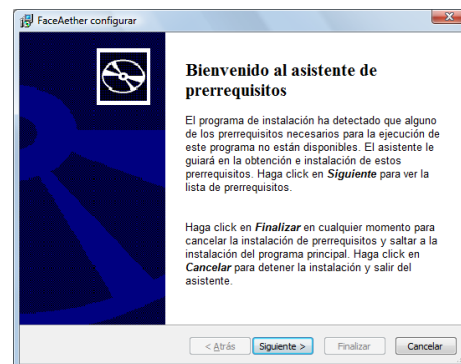 FaceAether configurar
Bienvenido al asistente de
prerrequisitos
El programa de instalación ha detectado que alguno
de los prerrequisitos necesarios para la ejecución de
este programa no están disponibles. El asistente le
guiará en la obtención e instalación de estos
prerrequisitos. Haga click en Siguiente para ver la
lista de prerrequisitos.
Haga click en Finalizar en cualquier momento para
cancelar la instalación de prerrequisitos y saltar a la
instalación del programa principal. Haga click en
Cancelar para detener la instalación y salir del
asistente.
< Atrás Siguiente > Finalizar Cancelar